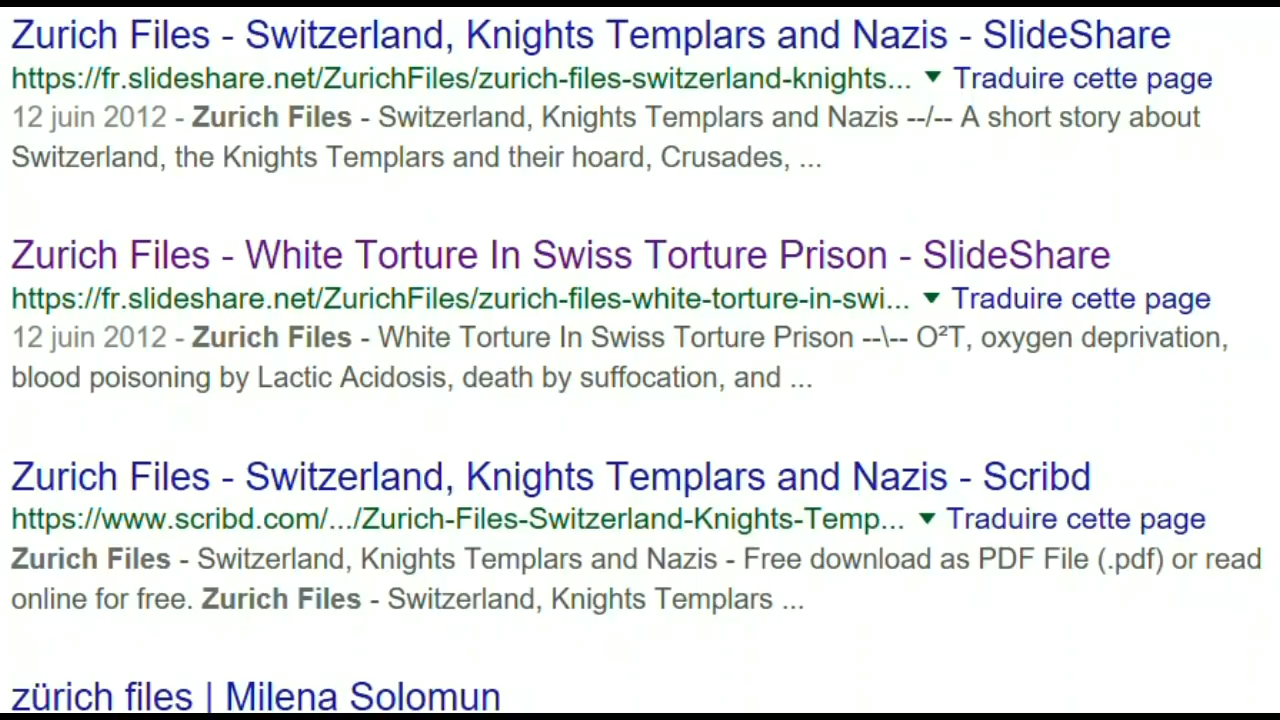 Zurich Files - Switzerland, Knights Templars and Nazis - SlideShare
https://fr.slideshare.net/ZurichFiles/zurich-files-switzerland-knights... ▼ Traduire cette page
12 juin 2012 - Zurich Files - Switzerland, Knights Templars and Nazis --/-- A short story about
Switzerland, the Knights Templars and their hoard, Crusades, ...
Zurich Files - White Torture In Swiss Torture Prison - SlideShare
https://fr.slideshare.net/ZurichFiles/zurich-files-white-torture-in-swi... ▼ Traduire cette page
12 juin 2012 - Zurich Files - White Torture In Swiss Torture Prison --\-- O²T, oxygen deprivation,
blood poisoning by Lactic Acidosis, death by suffocation, and ...
Zurich Files - Switzerland, Knights Templars and Nazis - Scribd
https://www.scribd.com/.../Zurich-Files-Switzerland-Knights-Temp... ▼ Traduire cette page
Zurich Files - Switzerland, Knights Templars and Nazis - Free download as PDF File (.pdf) or read
online for free. Zurich Files - Switzerland, Knights Templars ...
zürich files | Milena Solomun